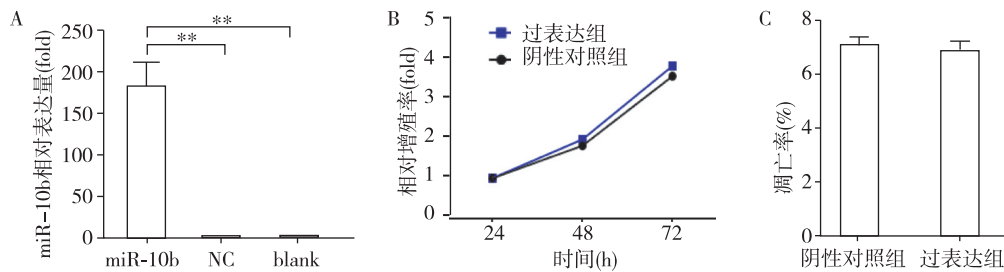 A
miR-10b相对表达量(fold)
250
200
150
100
50
0
**
**
miR-10b
NC
blank
B
相对增殖率(fold)
5
4
3
2
1
0
过表达组
阴性对照组
24
48
72
时间(h)
C
凋亡率(%)
8
6
4
2
0
阴性对照组
过表达组